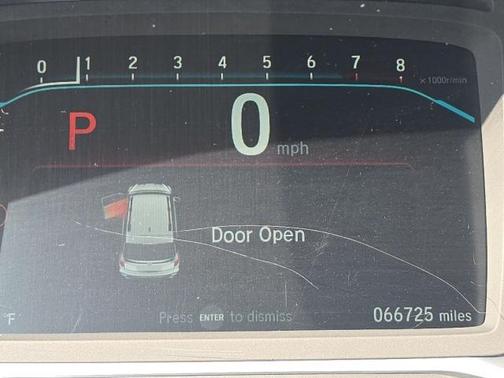 0 1 2 3 4 5 6 7 8
x1000r/min
P 0 mph
Door Open
Press ENTER to dismiss
°F 066725 miles